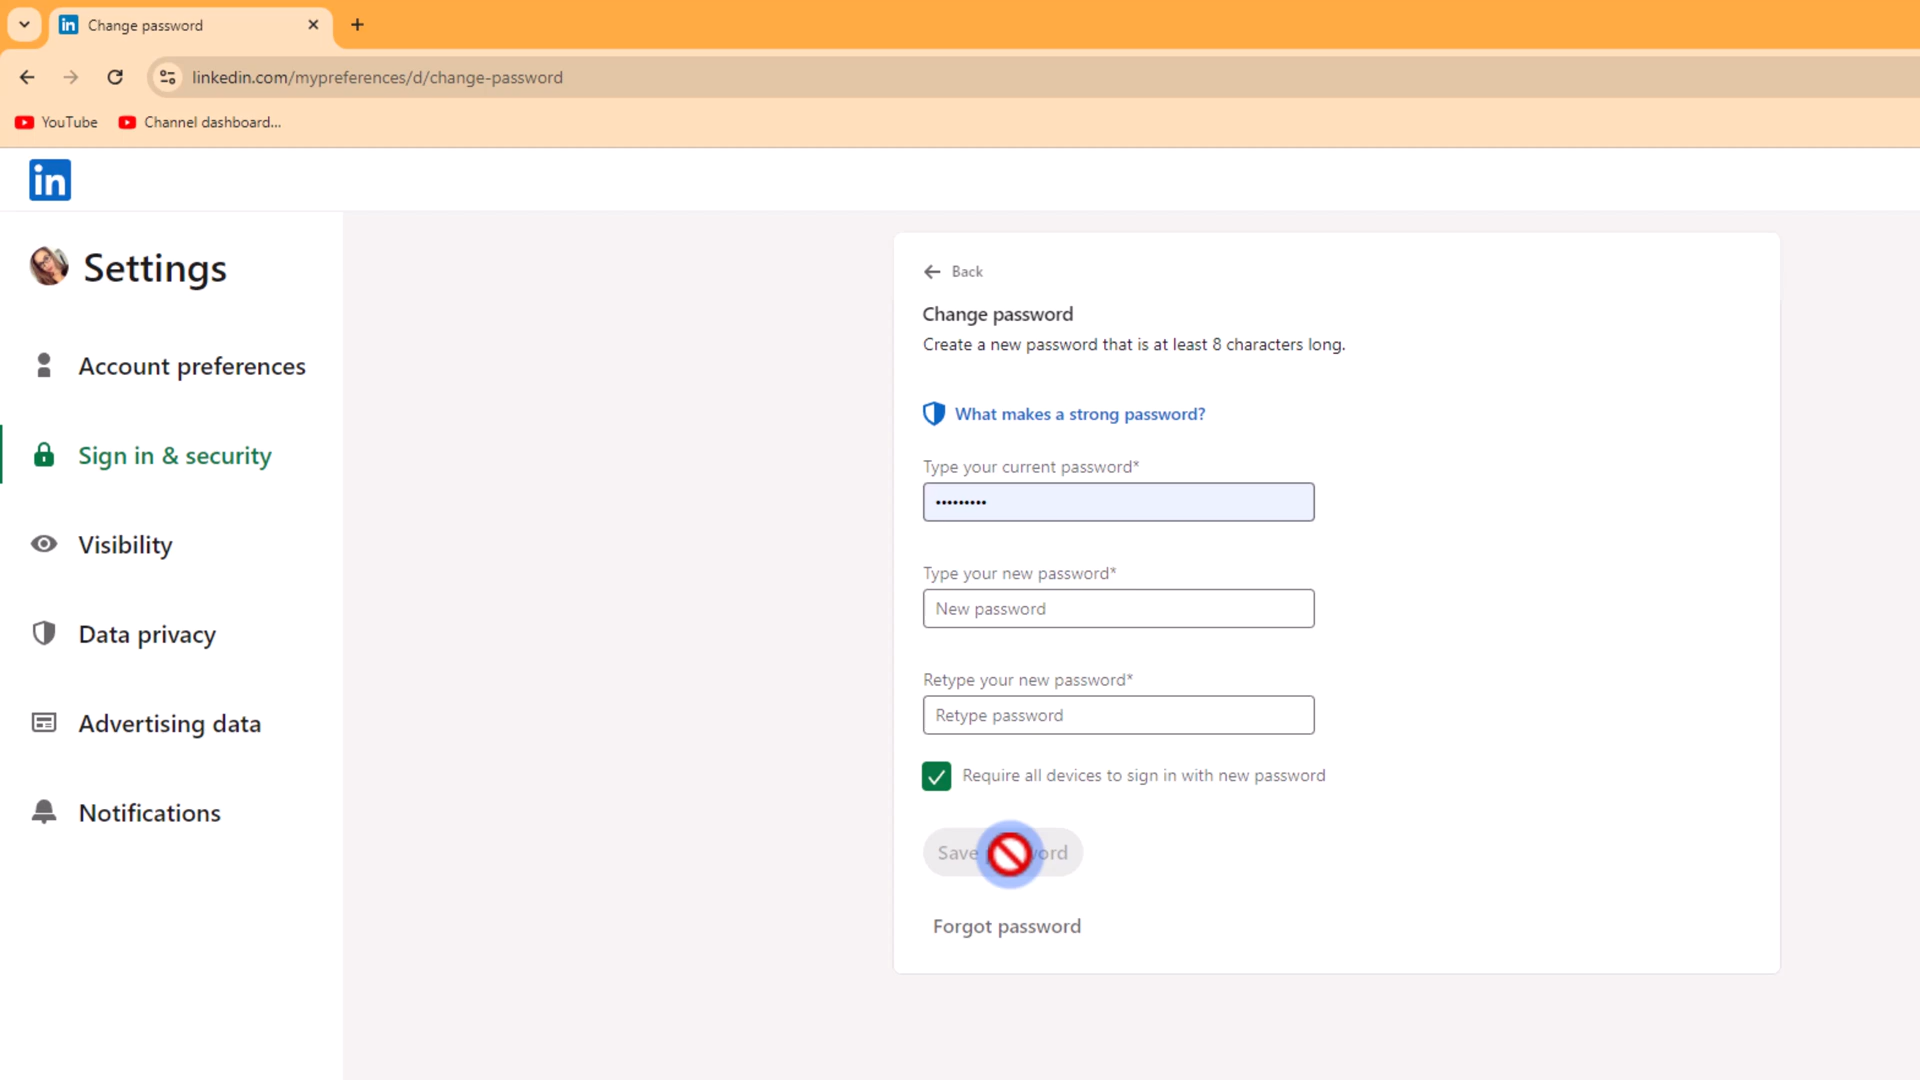 Change password
linkedin.com/mypreferences/d/change-password
YouTube
Channel dashboard...
in
Settings
Account preferences
Sign in & security
Visibility
Data privacy
Advertising data
Notifications
Back
Change password
Create a new password that is at least 8 characters long.
What makes a strong password?
Type your current password*
•••••••••
Type your new password*
New password
Retype your new password*
Retype password
Require all devices to sign in with new password
Save
Forgot password